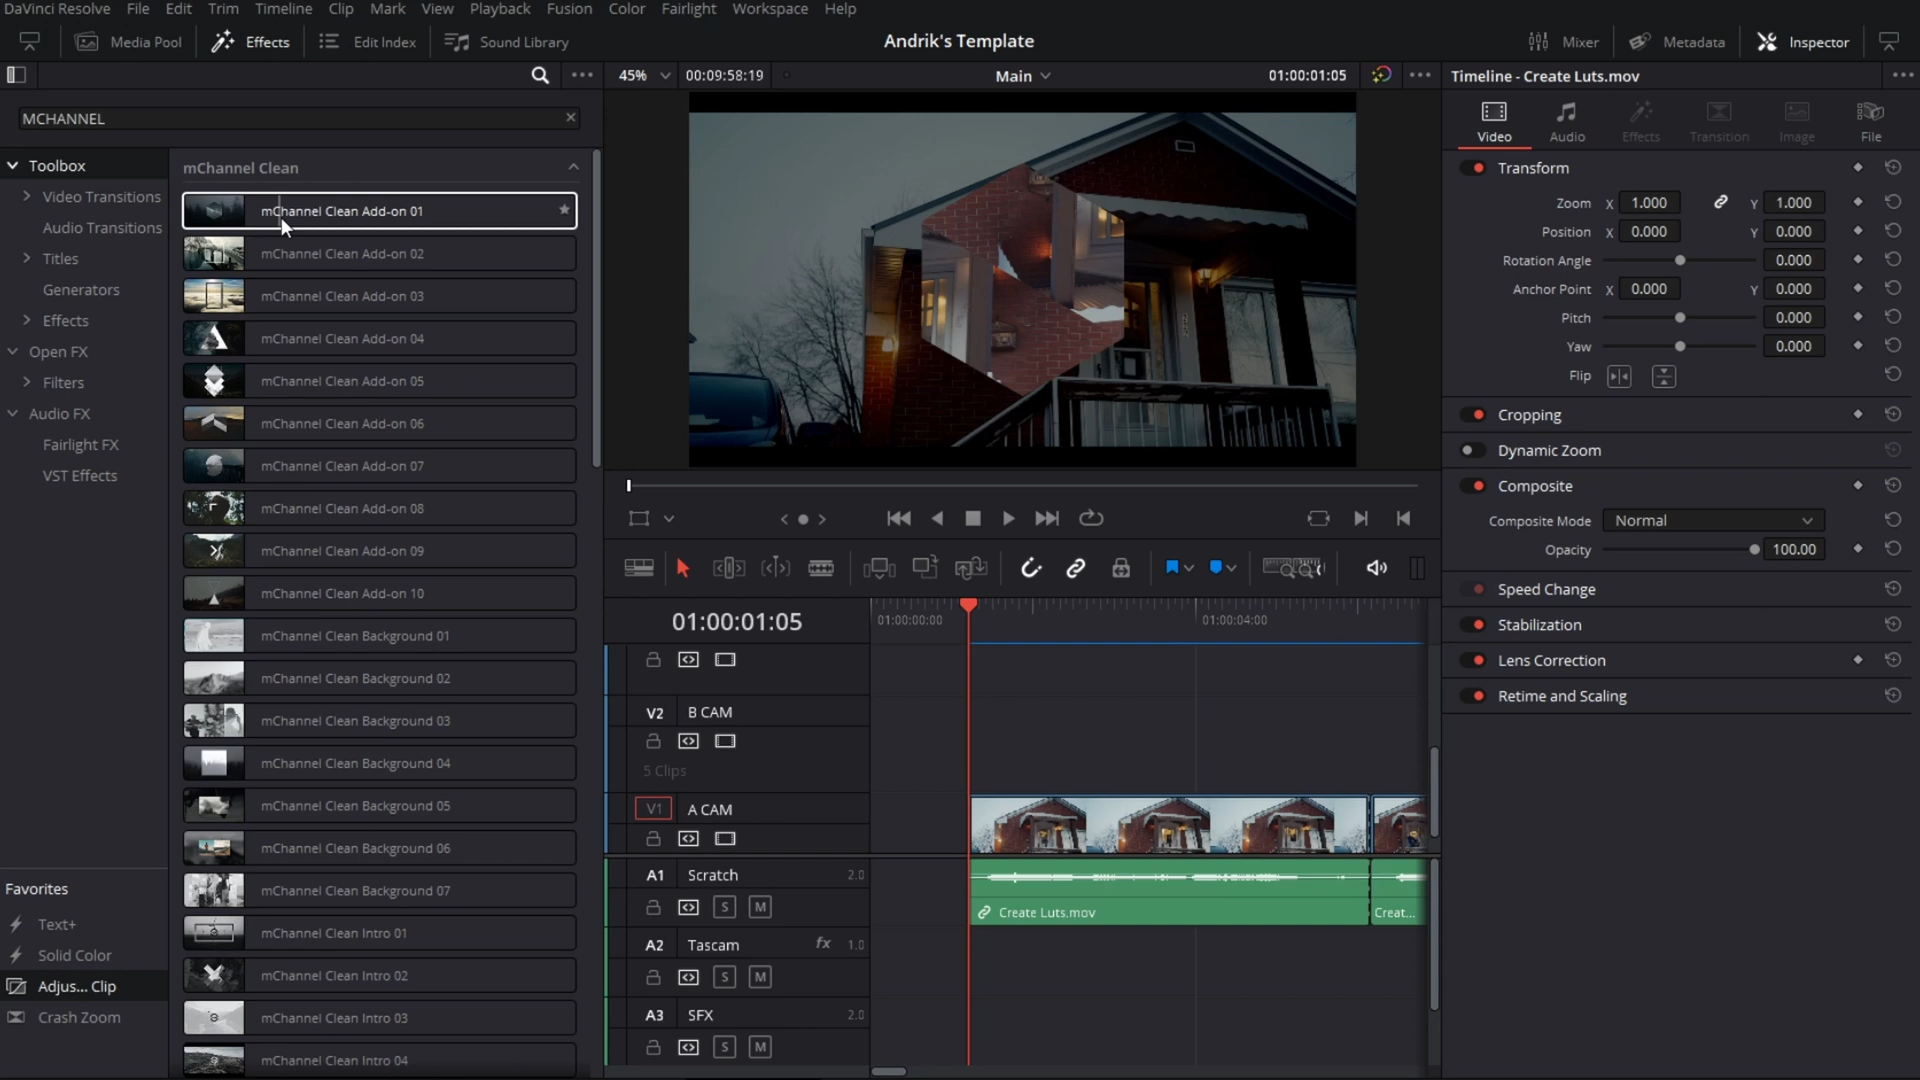 DaVinci Resolve File Edit Trim Timeline Clip Mark View Playback Fusion Color Fairlight Workspace Help
Media Pool Effects Edit Index Sound Library
Andrik's Template
Mixer Metadata Inspector
45% 00:09:58:19 Main 01:00:01:05
Timeline - Create Luts.mov
MCHANNEL
Toolbox
Video Transitions
Audio Transitions
Titles
Generators
Effects
Open FX
Filters
Audio FX
Fairlight FX
VST Effects
Favorites
Text+
Solid Color
Adjus... Clip
Crash Zoom
mChannel Clean
mChannel Clean Add-on 01
mChannel Clean Add-on 02
mChannel Clean Add-on 03
mChannel Clean Add-on 04
mChannel Clean Add-on 05
mChannel Clean Add-on 06
mChannel Clean Add-on 07
mChannel Clean Add-on 08
mChannel Clean Add-on 09
mChannel Clean Add-on 10
mChannel Clean Background 01
mChannel Clean Background 02
mChannel Clean Background 03
mChannel Clean Background 04
mChannel Clean Background 05
mChannel Clean Background 06
mChannel Clean Background 07
mChannel Clean Intro 01
mChannel Clean Intro 02
mChannel Clean Intro 03
mChannel Clean Intro 04
01:00:01:05
01:00:00:00 01:00:04:00
V2 B CAM
5 Clips
V1 A CAM
A1 Scratch 2.0
S M
Create Luts.mov Creat...
A2 Tascam fx 1.0
S M
A3 SFX 2.0
S M
Video Audio Effects Transition Image File
Transform
Zoom X 1.000 Y 1.000
Position X 0.000 Y 0.000
Rotation Angle 0.000
Anchor Point X 0.000 Y 0.000
Pitch 0.000
Yaw 0.000
Flip
Cropping
Dynamic Zoom
Composite
Composite Mode Normal
Opacity 100.00
Speed Change
Stabilization
Lens Correction
Retime and Scaling